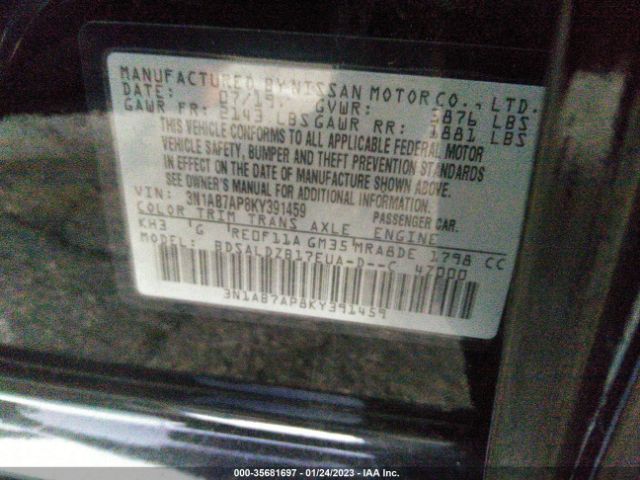 MANUFACTURED BY NISSAN MOTOR CO., LTD.
DATE: 07/19 GVWR: 3876 LBS
GAWR FR: 2143 LBS GAWR RR: 1881 LBS
THIS VEHICLE CONFORMS TO ALL APPLICABLE FEDERAL MOTOR
VEHICLE SAFETY, BUMPER AND THEFT PREVENTION STANDARDS
IN EFFECT ON THE DATE OF MANUFACTURE SHOWN ABOVE.
SEE OWNER'S MANUAL FOR ADDITIONAL INFORMATION.
VIN: 3N1AB7AP8KY391459 PASSENGER CAR.
COLOR TRIM TRANS AXLE ENGINE
KH3 G RE0F11A GM35 MRA8DE 1798 CC
MODEL: BDSALDZB17EUA-D--C 47000
3N1AB7AP8KY391459
000-35681697 - 01/24/2023 - IAA Inc.